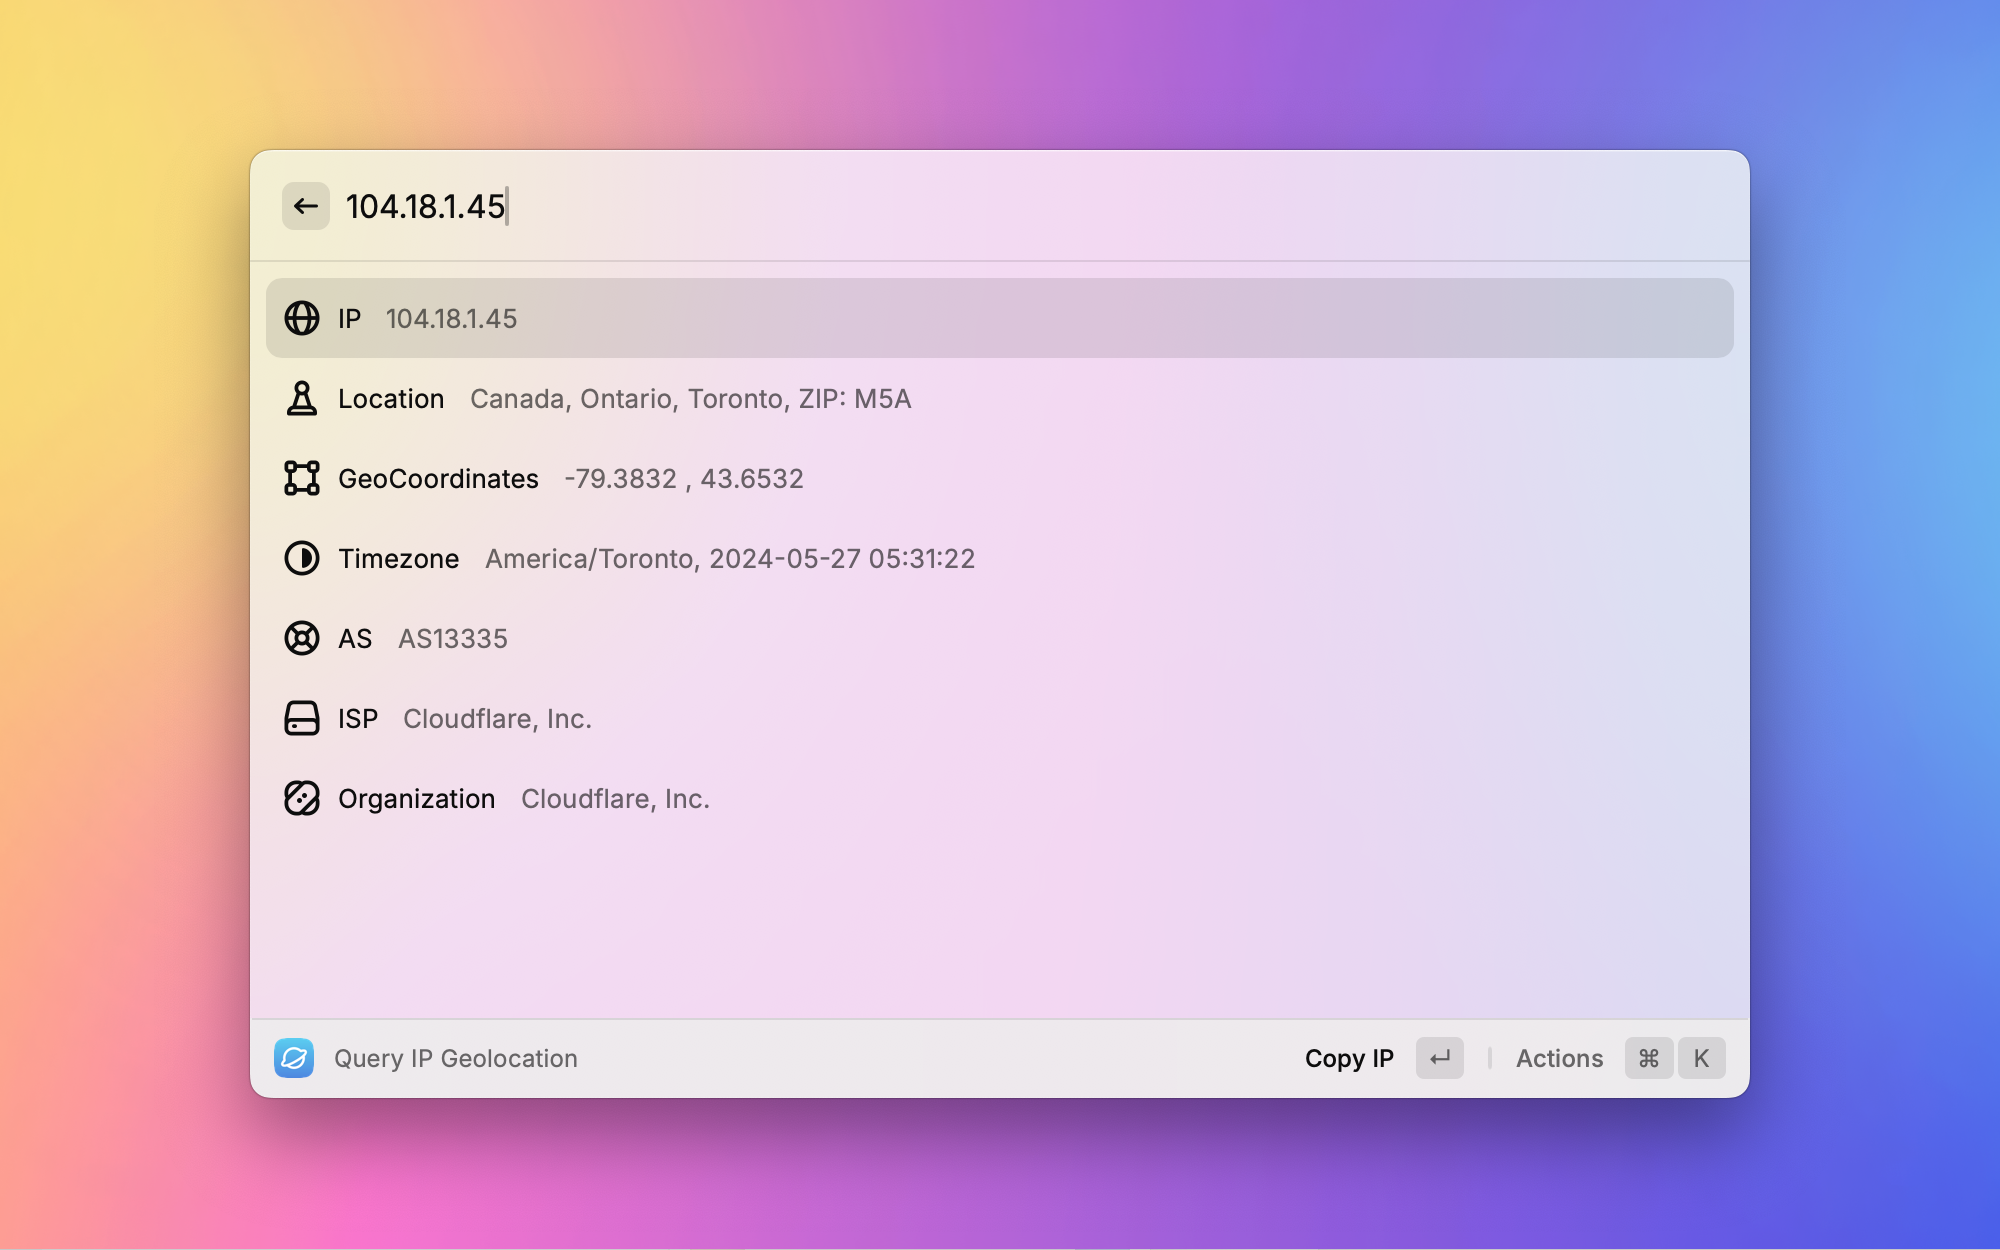 104.18.1.45
IP 104.18.1.45
Location Canada, Ontario, Toronto, ZIP: M5A
GeoCoordinates -79.3832 , 43.6532
Timezone America/Toronto, 2024-05-27 05:31:22
AS AS13335
ISP Cloudflare, Inc.
Organization Cloudflare, Inc.
Query IP Geolocation Copy IP ↵ Actions ⌘ K